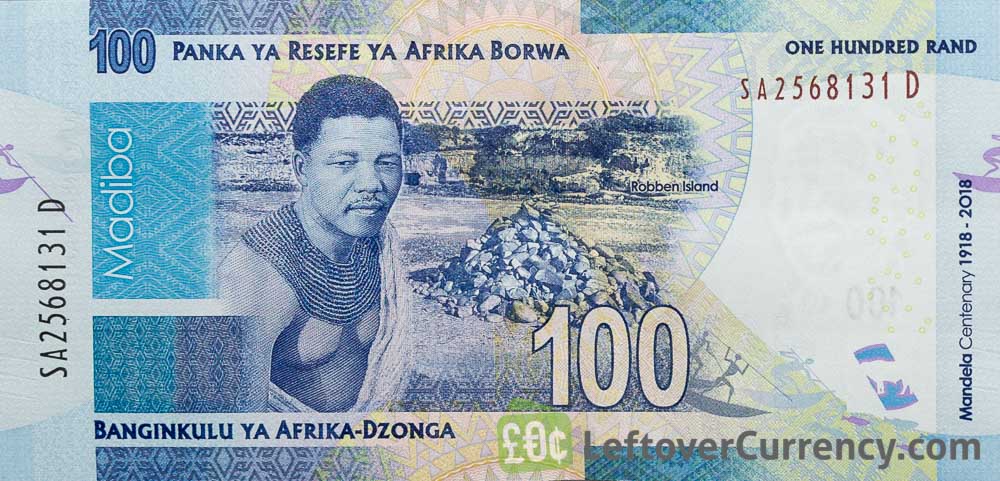 100 PANKA YA RESEFE YA AFRIKA BORWA
ONE HUNDRED RAND
SA2568131 D
Madiba
Robben Island
SA2568131 D
Mandela Centenary 1918 - 2018
100
100
BANGINKULU YA AFRIKA-DZONGA
£0¢ LeftoverCurrency.com